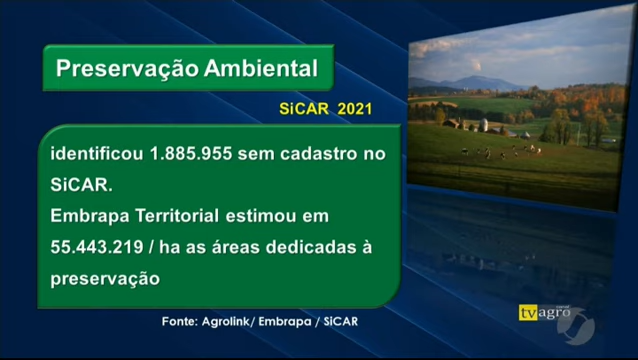 Preservação Ambiental
SiCAR 2021
identificou 1.885.955 sem cadastro no
SiCAR.
Embrapa Territorial estimou em
55.443.219 / ha as áreas dedicadas à
preservação
Fonte: Agrolink/ Embrapa / SiCAR
tvagro